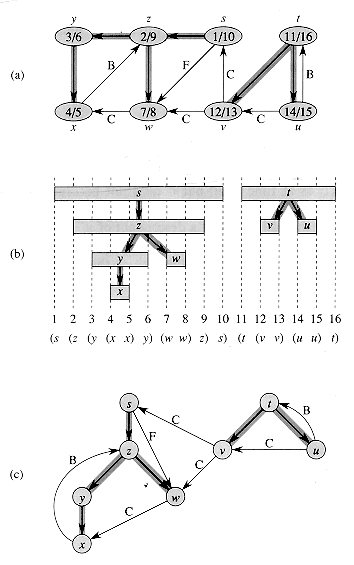 y z s t
3/6 2/9 1/10 11/16
(a) B F C B
4/5 C 7/8 C 12/13 C 14/15
x w v u
s t
z v u
(b) y w
x
1 2 3 4 5 6 7 8 9 10 11 12 13 14 15 16
(s (z (y (x x) y) (w w) z) s) (t (v v) (u u) t)
s t
C B
F
B z v C u
C
(c) y w
C
x